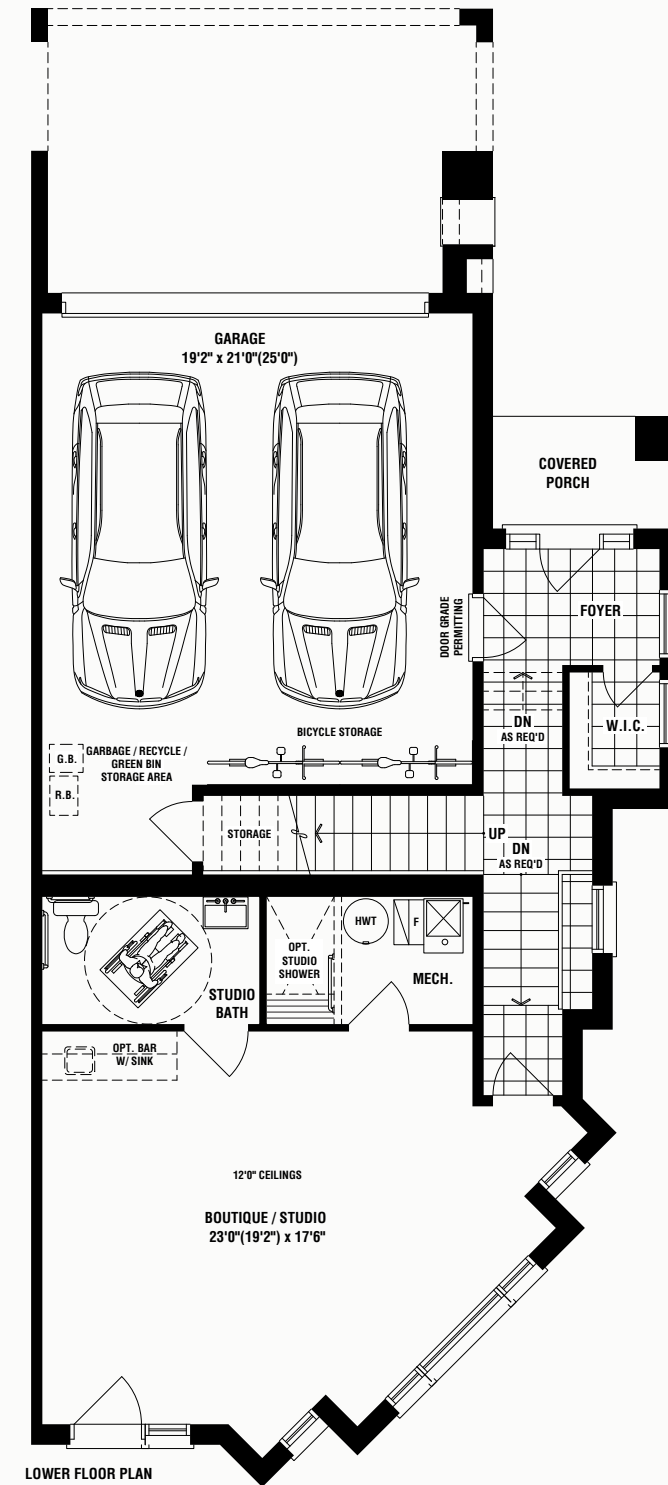 GARAGE
19'2" x 21'0"(25'0")
COVERED
PORCH
DOOR GRADE
PERMITTING
FOYER
DN
AS REQ'D
W.I.C.
BICYCLE STORAGE
G.B.
GARBAGE / RECYCLE /
GREEN BIN
STORAGE AREA
R.B.
STORAGE
UP
DN
AS REQ'D
HWT
F
OPT.
STUDIO
SHOWER
MECH.
STUDIO
BATH
OPT. BAR
W/ SINK
12'0" CEILINGS
BOUTIQUE / STUDIO
23'0"(19'2") x 17'6"
LOWER FLOOR PLAN